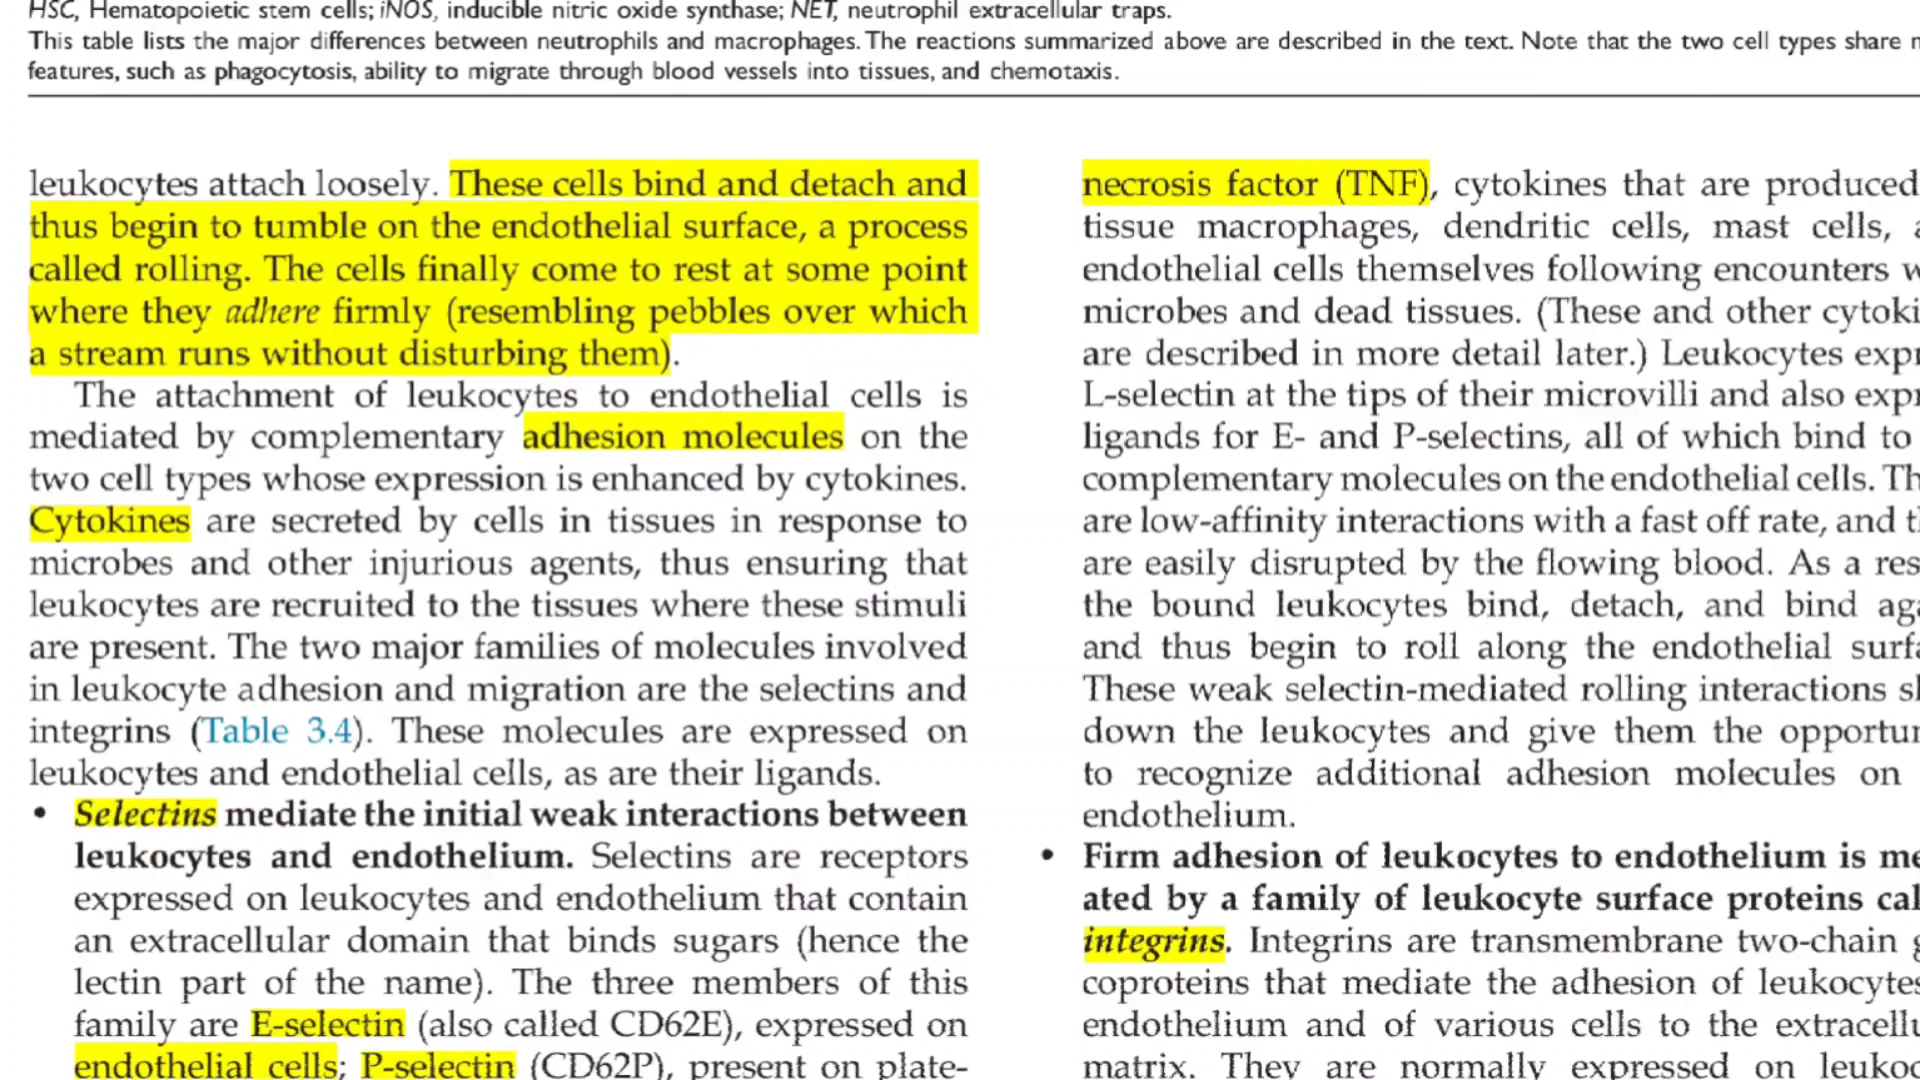 HSC, Hematopoietic stem cells; iNOS, inducible nitric oxide synthase; NET, neutrophil extracellular traps.
This table lists the major differences between neutrophils and macrophages. The reactions summarized above are described in the text. Note that the two cell types share
features, such as phagocytosis, ability to migrate through blood vessels into tissues, and chemotaxis.
leukocytes attach loosely. These cells bind and detach and
thus begin to tumble on the endothelial surface, a process
called rolling. The cells finally come to rest at some point
where they adhere firmly (resembling pebbles over which
a stream runs without disturbing them).
The attachment of leukocytes to endothelial cells is
mediated by complementary adhesion molecules on the
two cell types whose expression is enhanced by cytokines.
Cytokines are secreted by cells in tissues in response to
microbes and other injurious agents, thus ensuring that
leukocytes are recruited to the tissues where these stimuli
are present. The two major families of molecules involved
in leukocyte adhesion and migration are the selectins and
integrins (Table 3.4). These molecules are expressed on
leukocytes and endothelial cells, as are their ligands.
• Selectins mediate the initial weak interactions between
leukocytes and endothelium. Selectins are receptors
expressed on leukocytes and endothelium that contain
an extracellular domain that binds sugars (hence the
lectin part of the name). The three members of this
family are E-selectin (also called CD62E), expressed on
endothelial cells; P-selectin (CD62P), present on plate-
necrosis factor (TNF), cytokines that are produced
tissue macrophages, dendritic cells, mast cells,
endothelial cells themselves following encounters
microbes and dead tissues. (These and other
are described in more detail later.) Leukocytes
L-selectin at the tips of their microvilli and also
ligands for E- and P-selectins, all of which bind to
complementary molecules on the endothelial cells.
are low-affinity interactions with a fast off rate, and
are easily disrupted by the flowing blood. As a
the bound leukocytes bind, detach, and bind
and thus begin to roll along the endothelial
These weak selectin-mediated rolling interactions
down the leukocytes and give them the
to recognize additional adhesion molecules on
endothelium.
• Firm adhesion of leukocytes to endothelium is
ated by a family of leukocyte surface proteins
integrins. Integrins are transmembrane two-chain
coproteins that mediate the adhesion of
endothelium and of various cells to the
matrix. They are normally expressed on